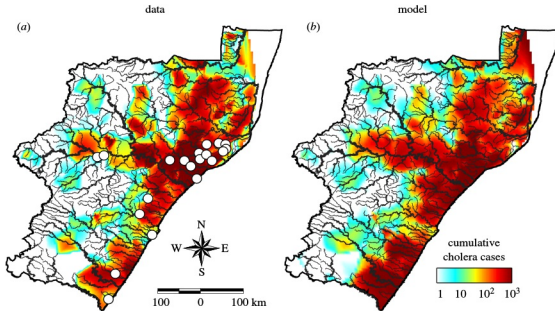 data
model
(a)
(b)
N
W E
S
100 0 100 km
cumulative
cholera cases
1 10 10² 10³